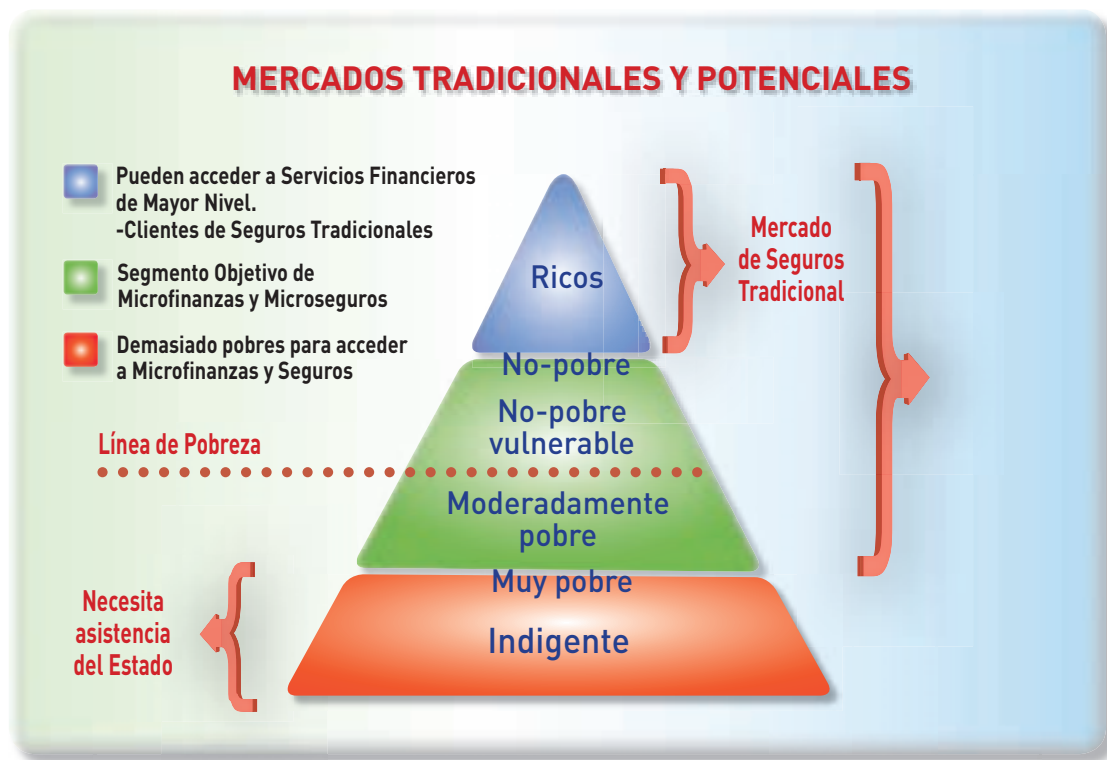 MERCADOS TRADICIONALES Y POTENCIALES
Pueden acceder a Servicios Financieros
de Mayor Nivel.
-Clientes de Seguros Tradicionales
Segmento Objetivo de
Microfinanzas y Microseguros
Demasiado pobres para acceder
a Microfinanzas y Seguros
Ricos
Mercado
de Seguros
Tradicional
No-pobre
No-pobre
vulnerable
Línea de Pobreza
Moderadamente
pobre
Muy pobre
Indigente
Necesita
asistencia
del Estado